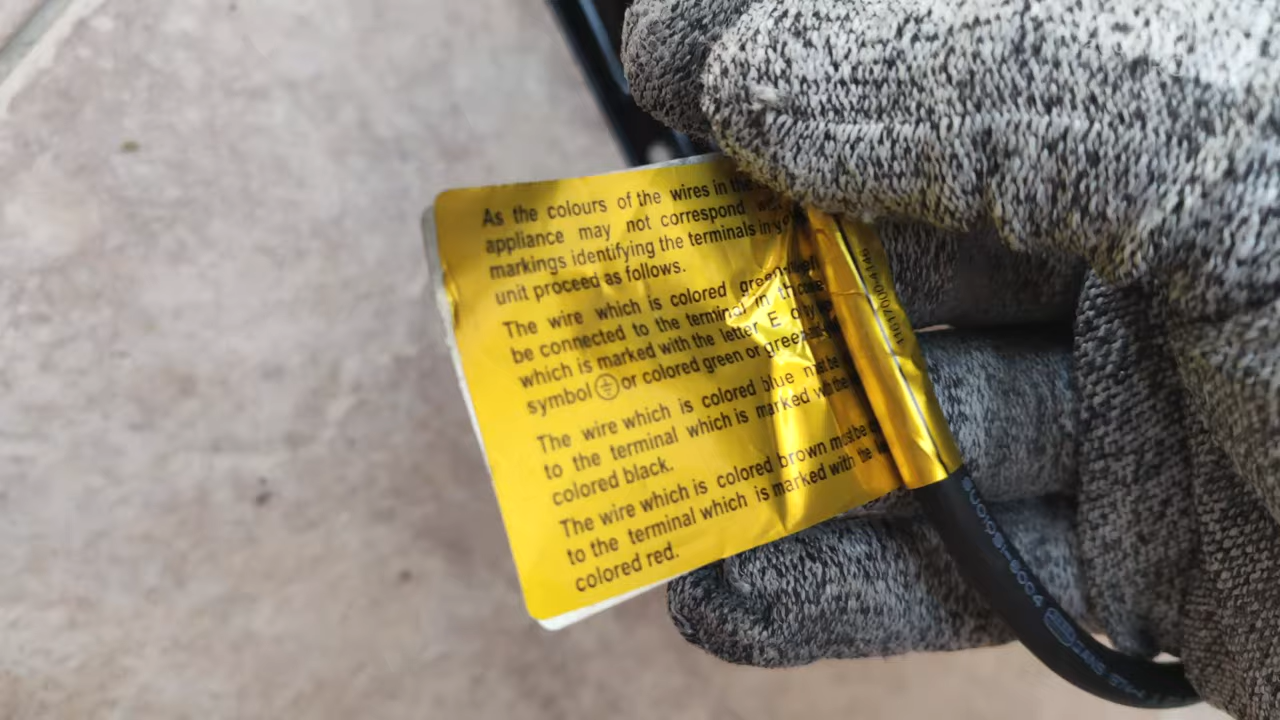 As the colours of the wires in the
appliance may not correspond
markings identifying the terminals in
unit proceed as follows.
The wire which is colored
be connected to the terminal in
which is marked with the letter E
symbol or colored green or
The wire which is colored blue must be
to the terminal which is marked with the
colored black.
The wire which is colored brown must be
to the terminal which is marked with the
colored red.